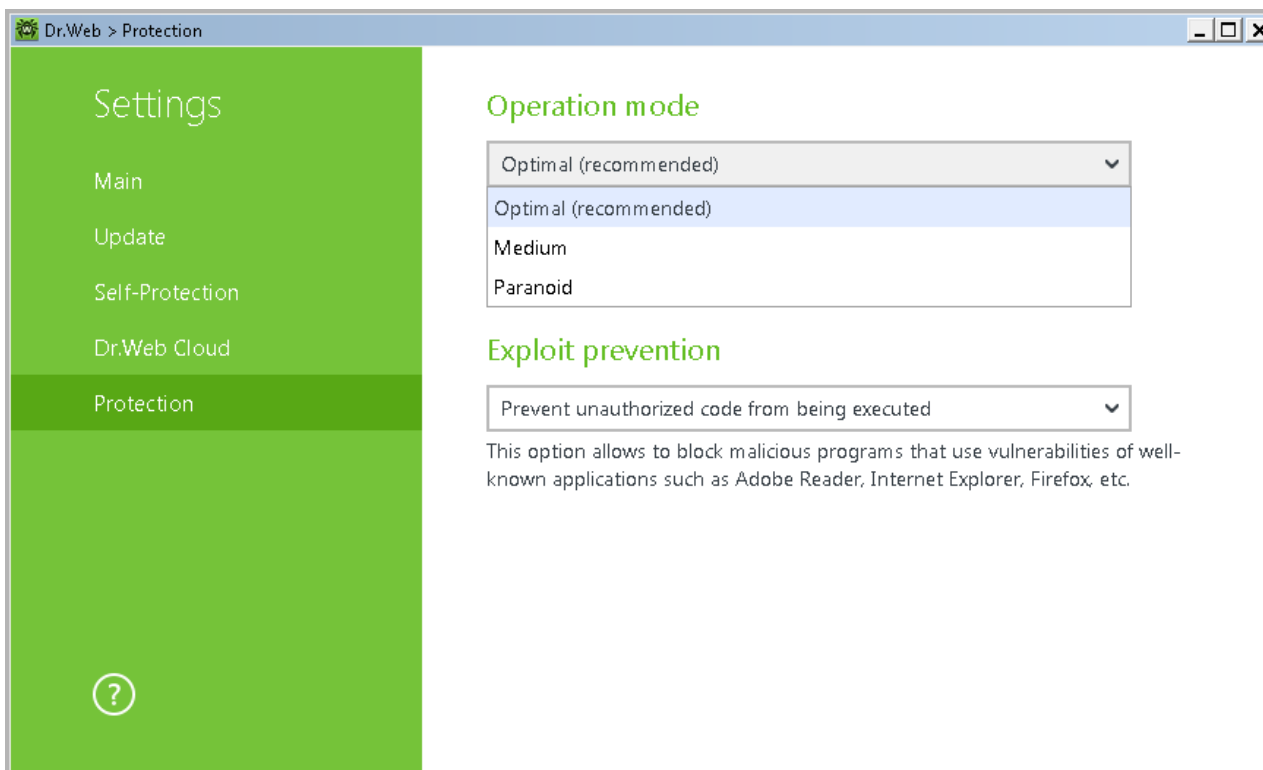 Dr.Web > Protection
Settings
Main
Update
Self-Protection
Dr.Web Cloud
Protection
?
Operation mode
Optimal (recommended)
Optimal (recommended)
Medium
Paranoid
Exploit prevention
Prevent unauthorized code from being executed
This option allows to block malicious programs that use vulnerabilities of well-
known applications such as Adobe Reader, Internet Explorer, Firefox, etc.